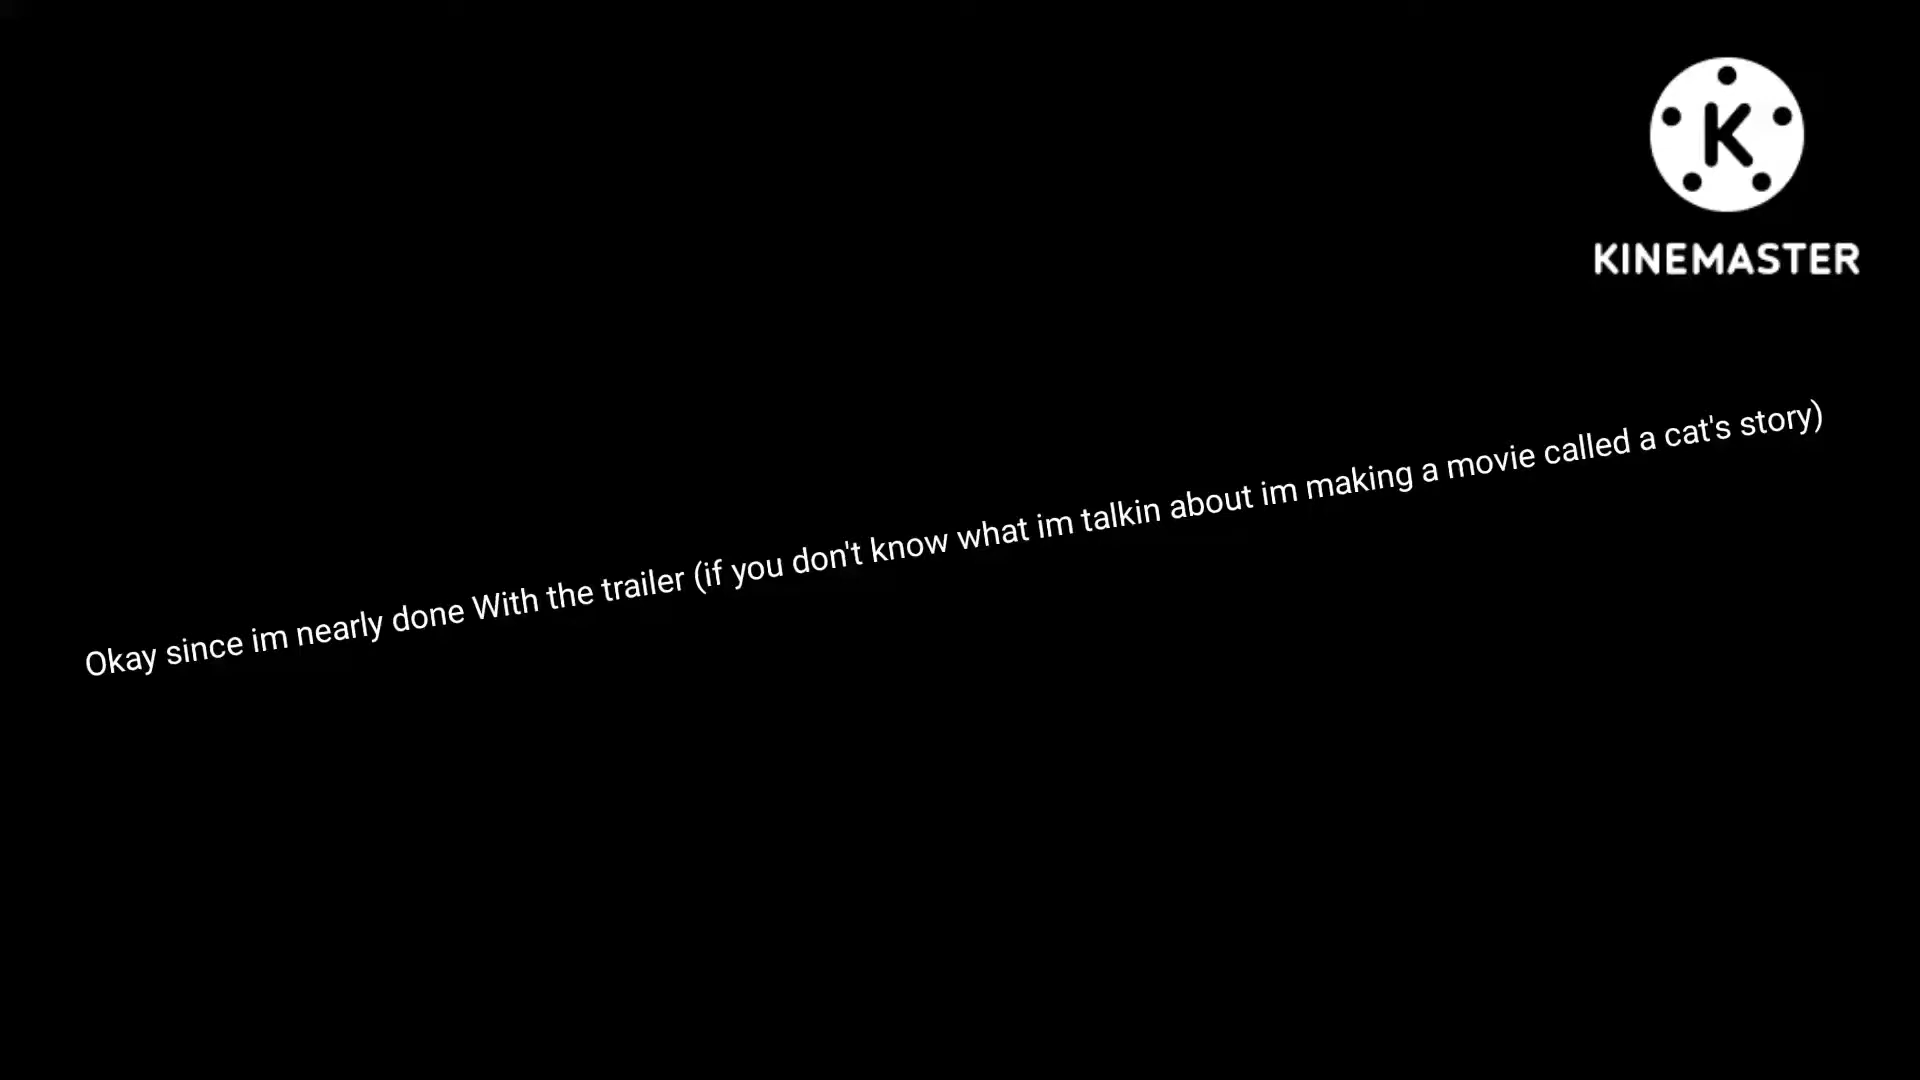 K
KINEMASTER
Okay since im nearly done With the trailer (if you don't know what im talkin about im making a movie called a cat's story)